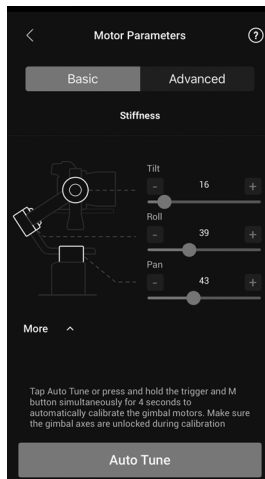 Motor Parameters ?
Basic Advanced
Stiffness
Tilt
- 16 +
Roll
- 39 +
Pan
- 43 +
More
Tap Auto Tune or press and hold the trigger and M
button simultaneously for 4 seconds to
automatically calibrate the gimbal motors. Make sure
the gimbal axes are unlocked during calibration
Auto Tune